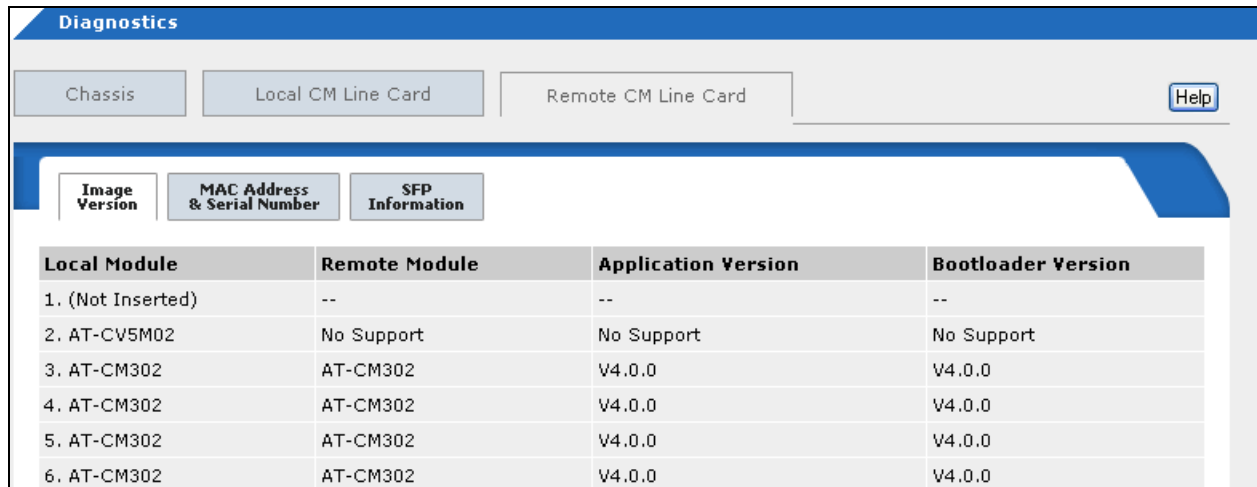 Diagnostics
Chassis
Local CM Line Card
Remote CM Line Card
Help
Image
Version
MAC Address
& Serial Number
SFP
Information
Local Module Remote Module Application Version Bootloader Version
1. (Not Inserted) -- -- --
2. AT-CV5M02 No Support No Support No Support
3. AT-CM302 AT-CM302 V4.0.0 V4.0.0
4. AT-CM302 AT-CM302 V4.0.0 V4.0.0
5. AT-CM302 AT-CM302 V4.0.0 V4.0.0
6. AT-CM302 AT-CM302 V4.0.0 V4.0.0